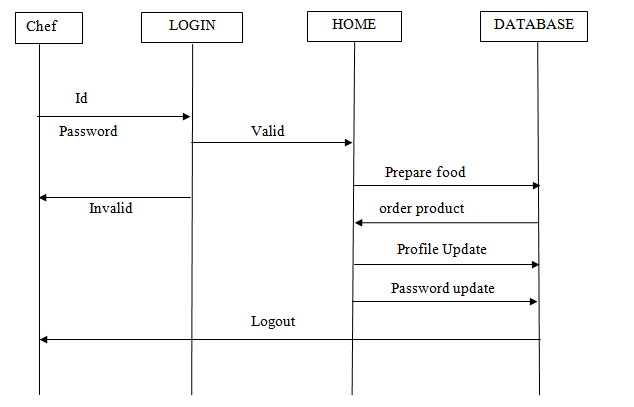 Chef
LOGIN
HOME
DATABASE
Id
Password
Valid
Prepare food
Invalid
order product
Profile Update
Password update
Logout